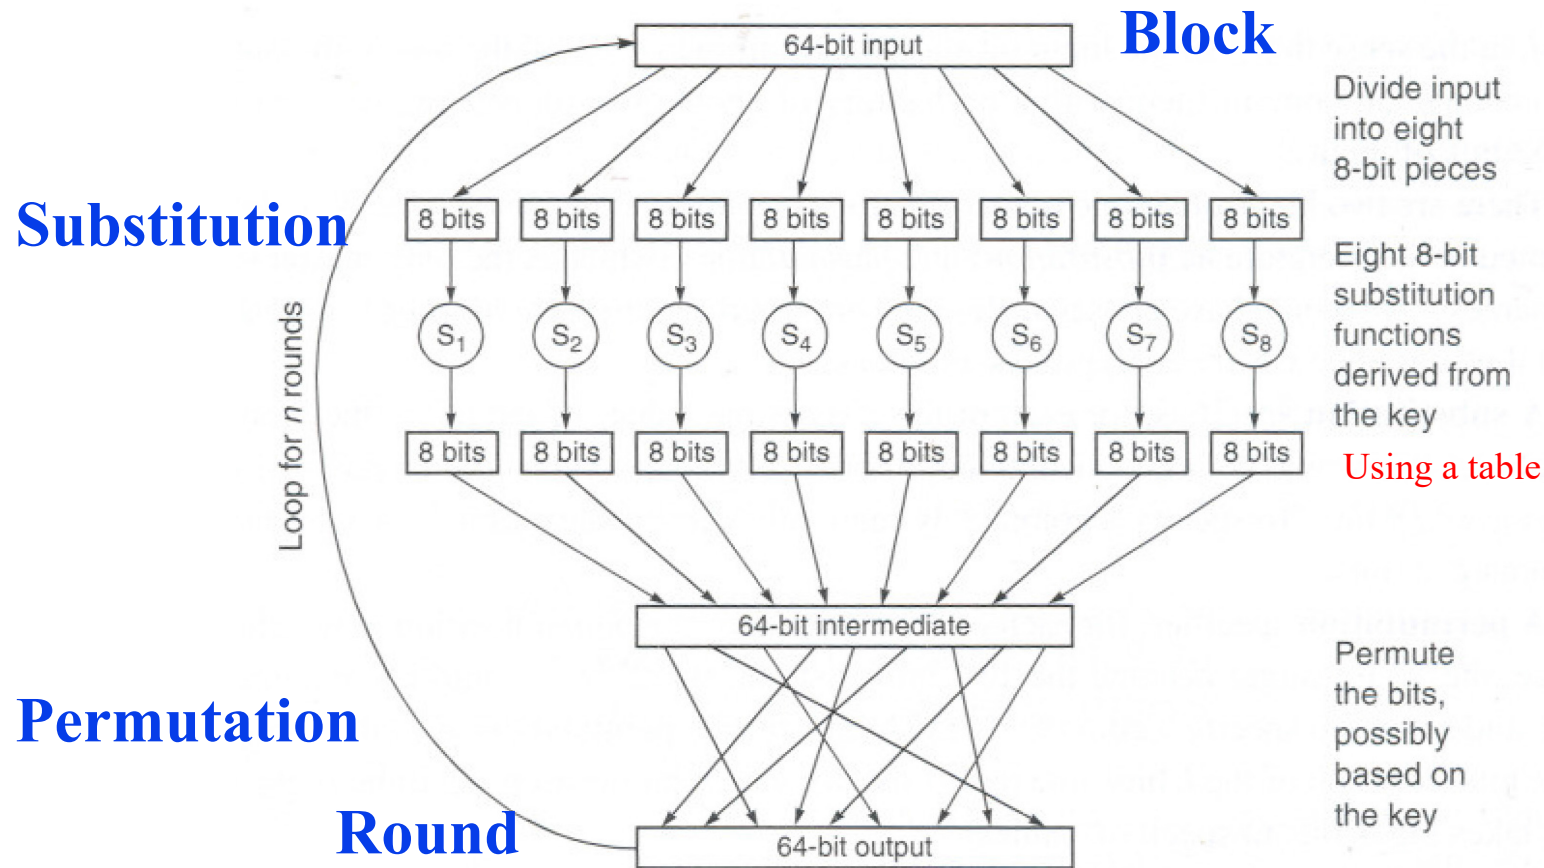 64-bit input
Block
Divide input
into eight
8-bit pieces
Substitution
8 bits 8 bits 8 bits 8 bits 8 bits 8 bits 8 bits 8 bits
Eight 8-bit
substitution
functions
derived from
the key
S1 S2 S3 S4 S5 S6 S7 S8
Loop for n rounds
8 bits 8 bits 8 bits 8 bits 8 bits 8 bits 8 bits 8 bits
Using a table
64-bit intermediate
Permutation
Permute
the bits,
possibly
based on
the key
Round
64-bit output